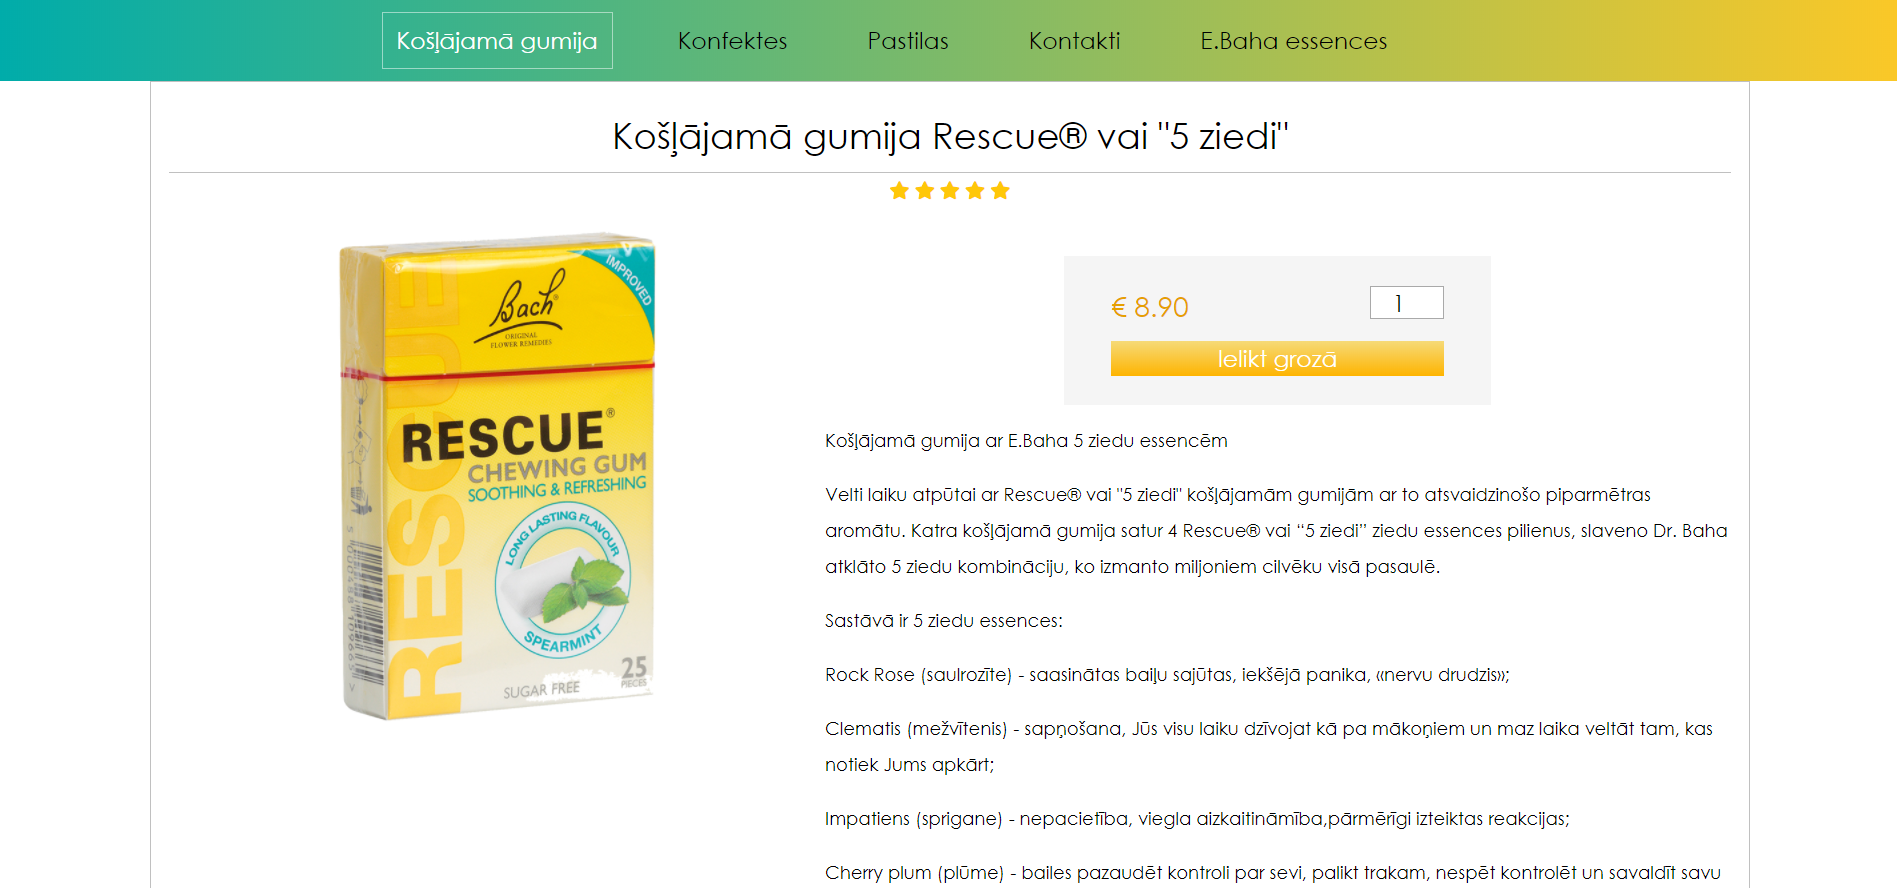 Košļājamā gumija
Konfektes
Pastilas
Kontakti
E.Baha essences
Košļājamā gumija Rescue® vai "5 ziedi"
IMPROVED
Bach®
ORIGINAL
FLOWER REMEDIES
RESCUE
RESCUE®
CHEWING GUM
SOOTHING & REFRESHING
LONG LASTING FLAVOUR
SPEARMINT
25
PIECES
SUGAR FREE
€ 8.90
1
Ielikt grozā
Košļājamā gumija ar E.Baha 5 ziedu essencēm
Velti laiku atpūtai ar Rescue® vai "5 ziedi" košļājamām gumijām ar to atsvaidzinošo piparmētras
aromātu. Katra košļājamā gumija satur 4 Rescue® vai “5 ziedi” ziedu essences pilienus, slaveno Dr. Baha
atklāto 5 ziedu kombināciju, ko izmanto miljoniem cilvēku visā pasaulē.
Sastāvā ir 5 ziedu essences:
Rock Rose (saulrozīte) - saasinātas baiļu sajūtas, iekšējā panika, «nervu drudzis»;
Clematis (mežvītenis) - sapņošana, Jūs visu laiku dzīvojat kā pa mākoņiem un maz laika veltāt tam, kas
notiek Jums apkārt;
Impatiens (sprigane) - nepacietība, viegla aizkaitināmība,pārmērīgi izteiktas reakcijas;
Cherry plum (plūme) - bailes pazaudēt kontroli par sevi, palikt trakam, nespēt kontrolēt un savaldīt savu